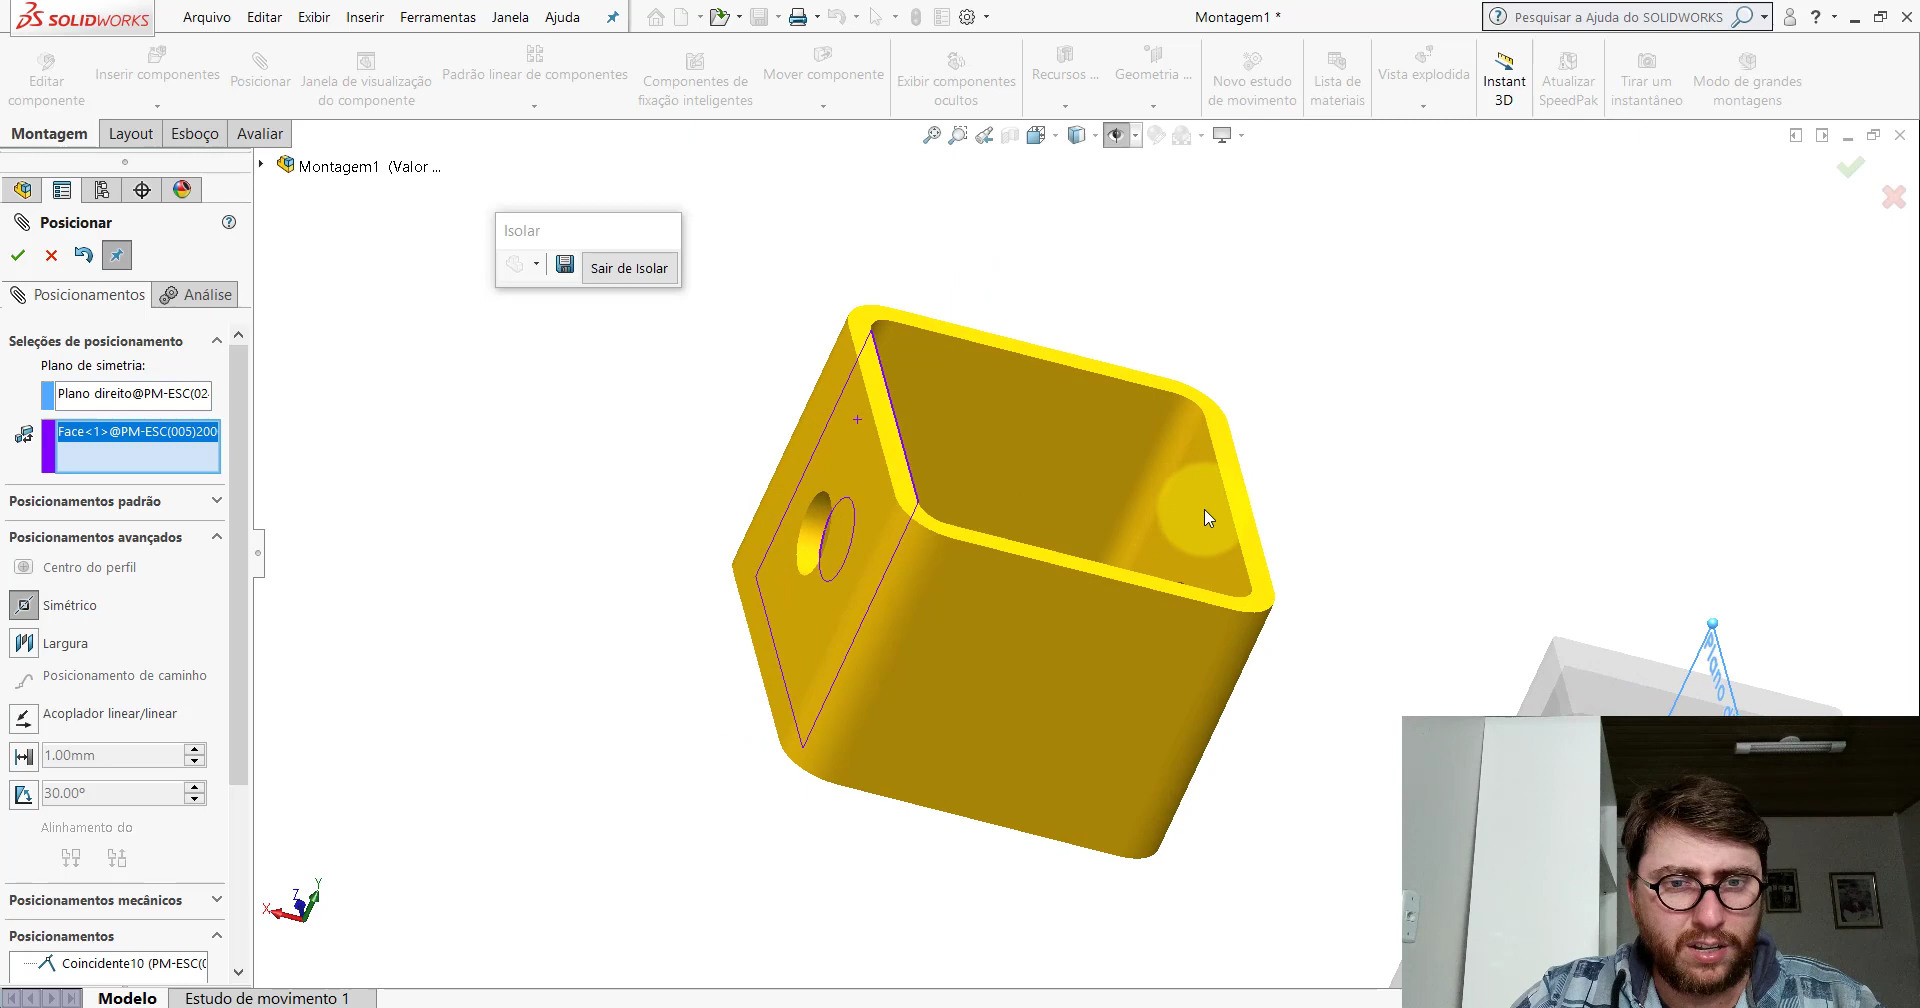 SOLIDWORKS
Arquivo Editar Exibir Inserir Ferramentas Janela Ajuda
Montagem1 *
Pesquisar a Ajuda do SOLIDWORKS
Editar componente
Inserir componentes
Posicionar
Janela de visualização do componente
Padrão linear de componentes
Componentes de fixação inteligentes
Mover componente
Exibir componentes ocultos
Recursos ...
Geometria ...
Novo estudo de movimento
Lista de materiais
Vista explodida
Instant 3D
Atualizar SpeedPak
Tirar um instantâneo
Modo de grandes montagens
Montagem Layout Esboço Avaliar
Montagem1 (Valor ...
Posicionar
Isolar
Sair de Isolar
Posicionamentos Análise
Seleções de posicionamento
Plano de simetria:
Plano direito@PM-ESC(02
Face<1>@PM-ESC(005)200
Posicionamentos padrão
Posicionamentos avançados
Centro do perfil
Simétrico
Largura
Posicionamento de caminho
Acoplador linear/linear
1.00mm
30.00º
Alinhamento do
Posicionamentos mecânicos
Posicionamentos
Coincidente10 (PM-ESC(
Plano
X
Y
Z
Modelo Estudo de movimento 1